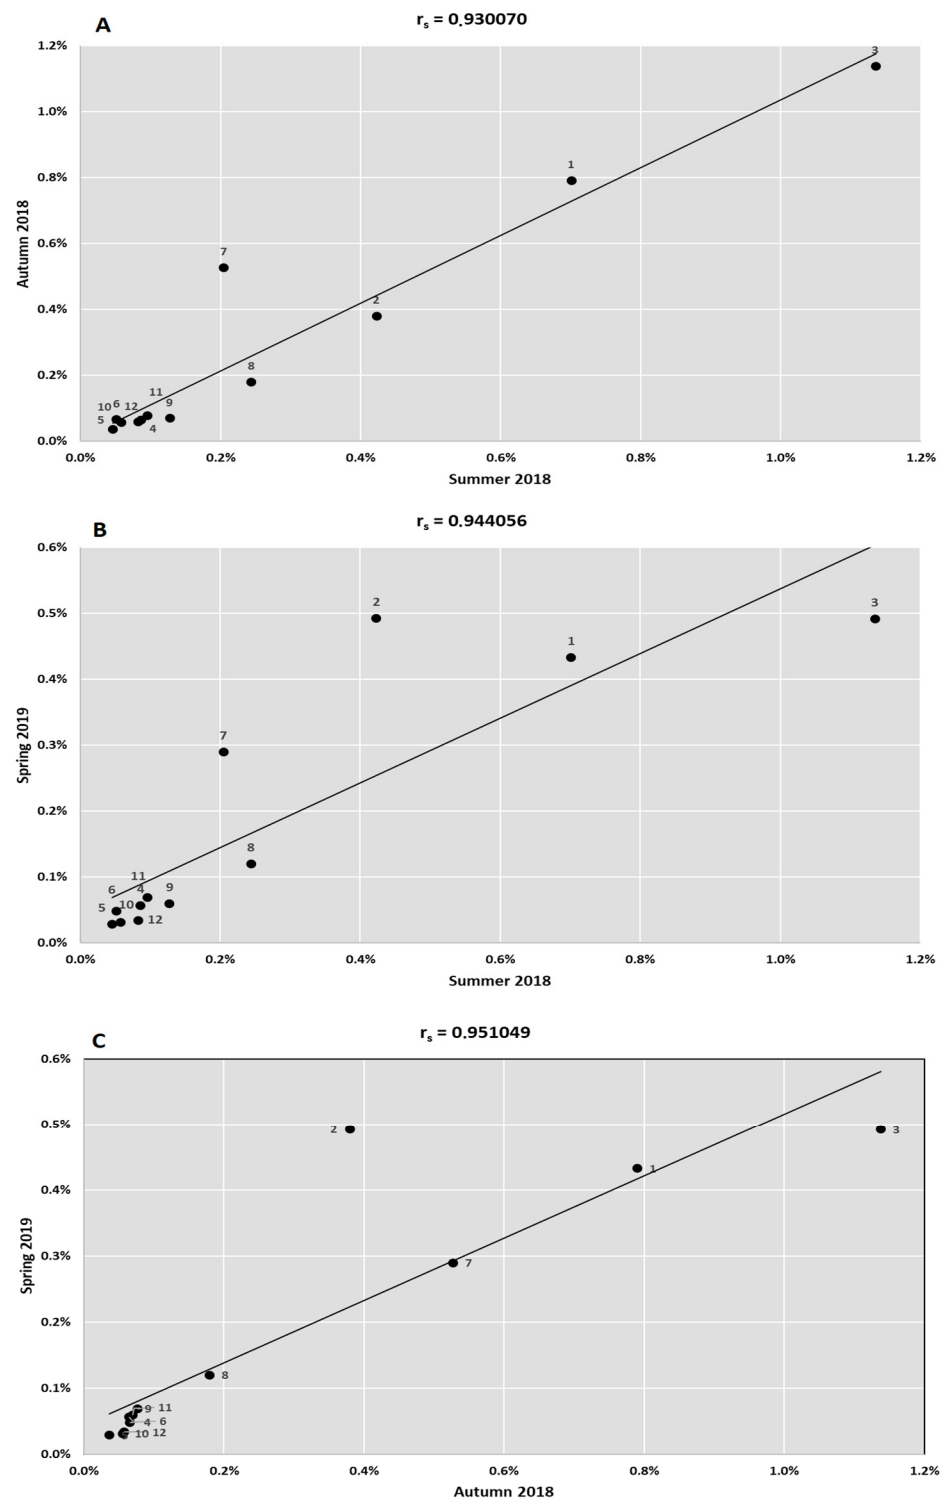 A
rs = 0.930070
1.2%
3
1.0%
0.8%
1
Autumn 2018
0.6%
7
0.4%
2
0.2%
8
11
10 6 12 9
5 4
0.0%
0.0% 0.2% 0.4% 0.6% 0.8% 1.0% 1.2%
Summer 2018
B
rs = 0.944056
0.6%
0.5%
2 3
1
0.4%
Spring 2019
0.3%
7
0.2%
8
0.1%
11
6 4 9
5 10
12
0.0%
0.0% 0.2% 0.4% 0.6% 0.8% 1.0% 1.2%
Summer 2018
C
rs = 0.951049
0.6%
0.5%
2 3
1
0.4%
Spring 2019
0.3%
7
0.2%
8
0.1%
9 11
4 6
10 12
0.0%
0.0% 0.2% 0.4% 0.6% 0.8% 1.0% 1.2%
Autumn 2018